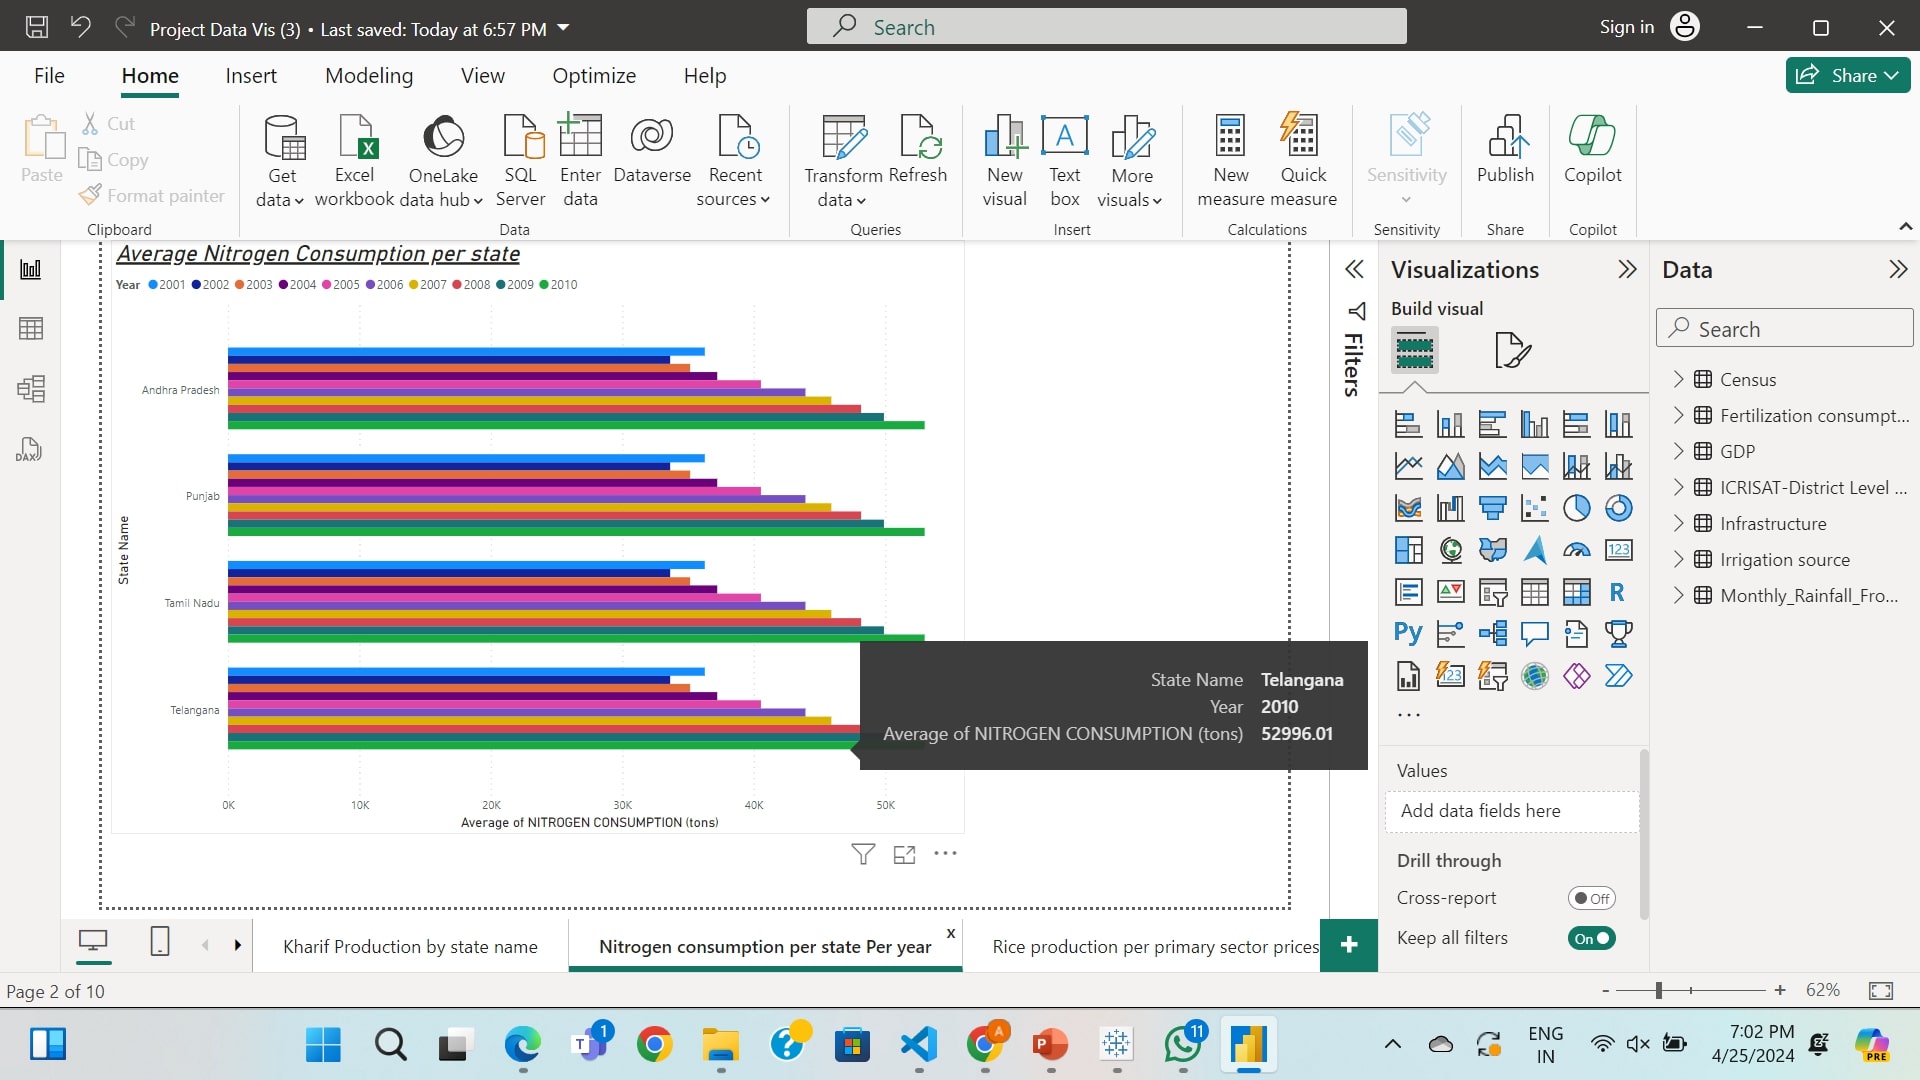 Project Data Vis (3) • Last saved: Today at 6:57 PM
Search
Sign in
File Home Insert Modeling View Optimize Help
Share
Paste
Cut
Copy
Format painter
Clipboard
Get data
Excel workbook
OneLake data hub
SQL Server
Enter data
Dataverse
Recent sources
Data
Transform data
Refresh
Queries
New visual
Text box
More visuals
Insert
New measure
Quick measure
Calculations
Sensitivity
Sensitivity
Publish
Share
Copilot
Copilot
DAX
Average Nitrogen Consumption per state
Year 2001 2002 2003 2004 2005 2006 2007 2008 2009 2010
State Name
Andhra Pradesh
Punjab
Tamil Nadu
Telangana
0K 10K 20K 30K 40K 50K
Average of NITROGEN CONSUMPTION (tons)
State Name Telangana
Year 2010
Average of NITROGEN CONSUMPTION (tons) 52996.01
Filters
Visualizations
Build visual
123
R
Py
123
...
Values
Add data fields here
Drill through
Cross-report Off
Keep all filters On
Data
Search
Census
Fertilization consumpt...
GDP
ICRISAT-District Level ...
Infrastructure
Irrigation source
Monthly_Rainfall_Fro...
Kharif Production by state name
Nitrogen consumption per state Per year x
Rice production per primary sector prices
+
Page 2 of 10
- + 62%
T 1
?
A
P
11
ENG
IN
7:02 PM
4/25/2024
PRE